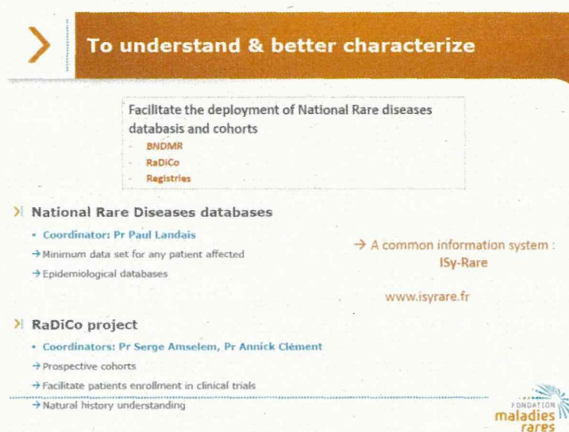 To understand & better characterize
Facilitate the deployment of National Rare diseases
databasis and cohorts
- BNDMR
- RaDiCo
- Registries
National Rare Diseases databases
• Coordinator: Pr Paul Landais
→ Minimum data set for any patient affected
→ Epidemiological databases
→ A common information system :
ISy-Rare
www.isyrare.fr
RaDiCo project
• Coordinators: Pr Serge Amselem, Pr Annick Clément
→ Prospective cohorts
→ Facilitate patients enrollment in clinical trials
→ Natural history understanding
FONDATION
maladies
rares